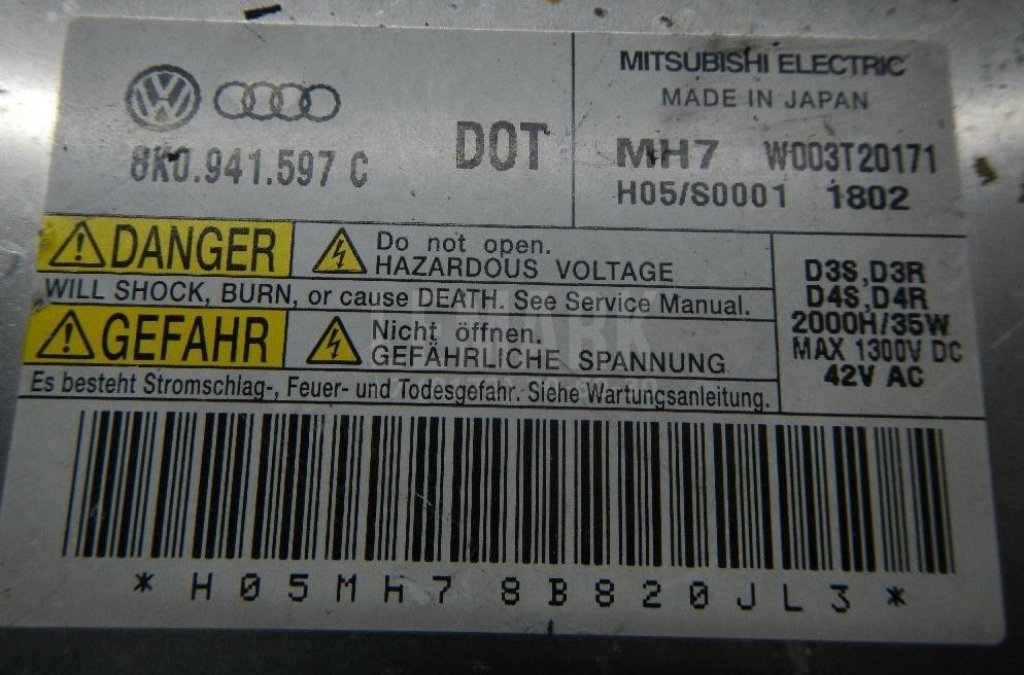 8K0.941.597 C
DOT
MITSUBISHI ELECTRIC
MADE IN JAPAN
MH7 W003T20171
H05/S0001 1802
DANGER
Do not open.
HAZARDOUS VOLTAGE
WILL SHOCK, BURN, or cause DEATH. See Service Manual.
GEFAHR
Nicht öffnen.
GEFÄHRLICHE SPANNUNG
Es besteht Stromschlag-, Feuer- und Todesgefahr. Siehe Wartungsanleitung.
D3S,D3R
D4S,D4R
2000H/35W
MAX 1300V DC
42V AC
*H05MH78B820JL3*